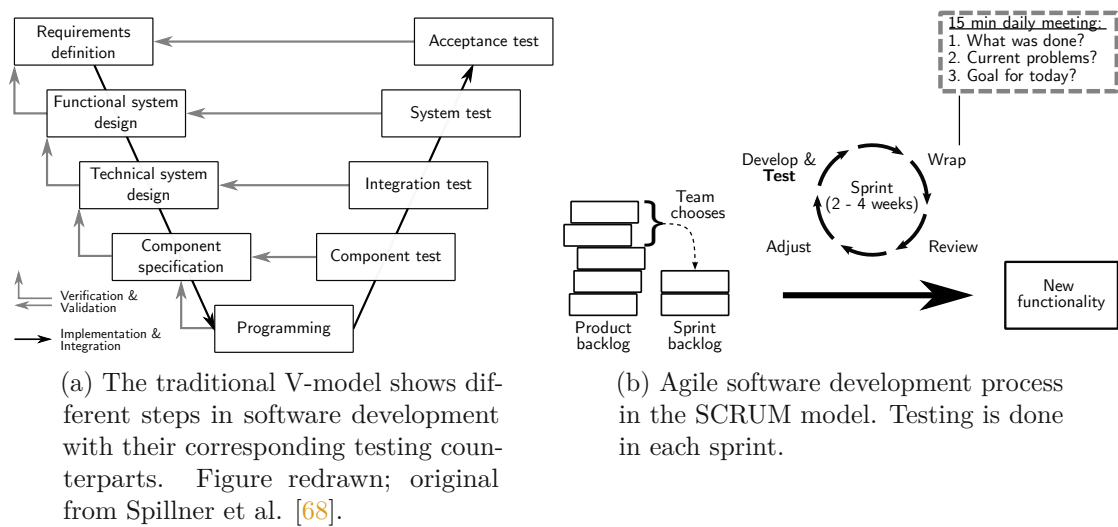 Requirements
definition
Acceptance test
Functional system
design
System test
Technical system
design
Integration test
Component
specification
Component test
Programming
Verification &
Validation
Implementation &
Integration
(a) The traditional V-model shows dif-
ferent steps in software development
with their corresponding testing coun-
terparts. Figure redrawn; original
from Spillner et al. [68].
15 min daily meeting:
1. What was done?
2. Current problems?
3. Goal for today?
Develop &
Test
Wrap
Sprint
(2 - 4 weeks)
Adjust
Review
Team
chooses
Product
backlog
Sprint
backlog
New
functionality
(b) Agile software development process
in the SCRUM model. Testing is done
in each sprint.